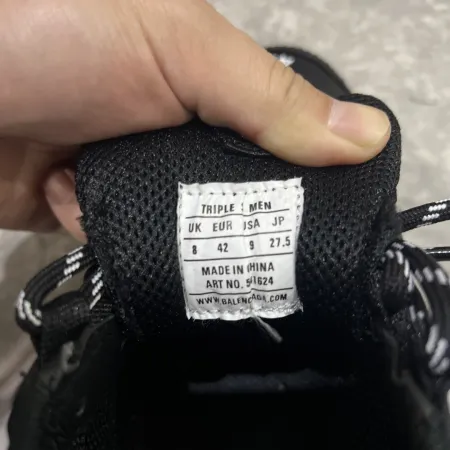 TRIPLE S MEN
UK EUR USA JP
8 42 9 27.5
MADE IN CHINA
ART NO.
WWW.BALENCIAGA.COM